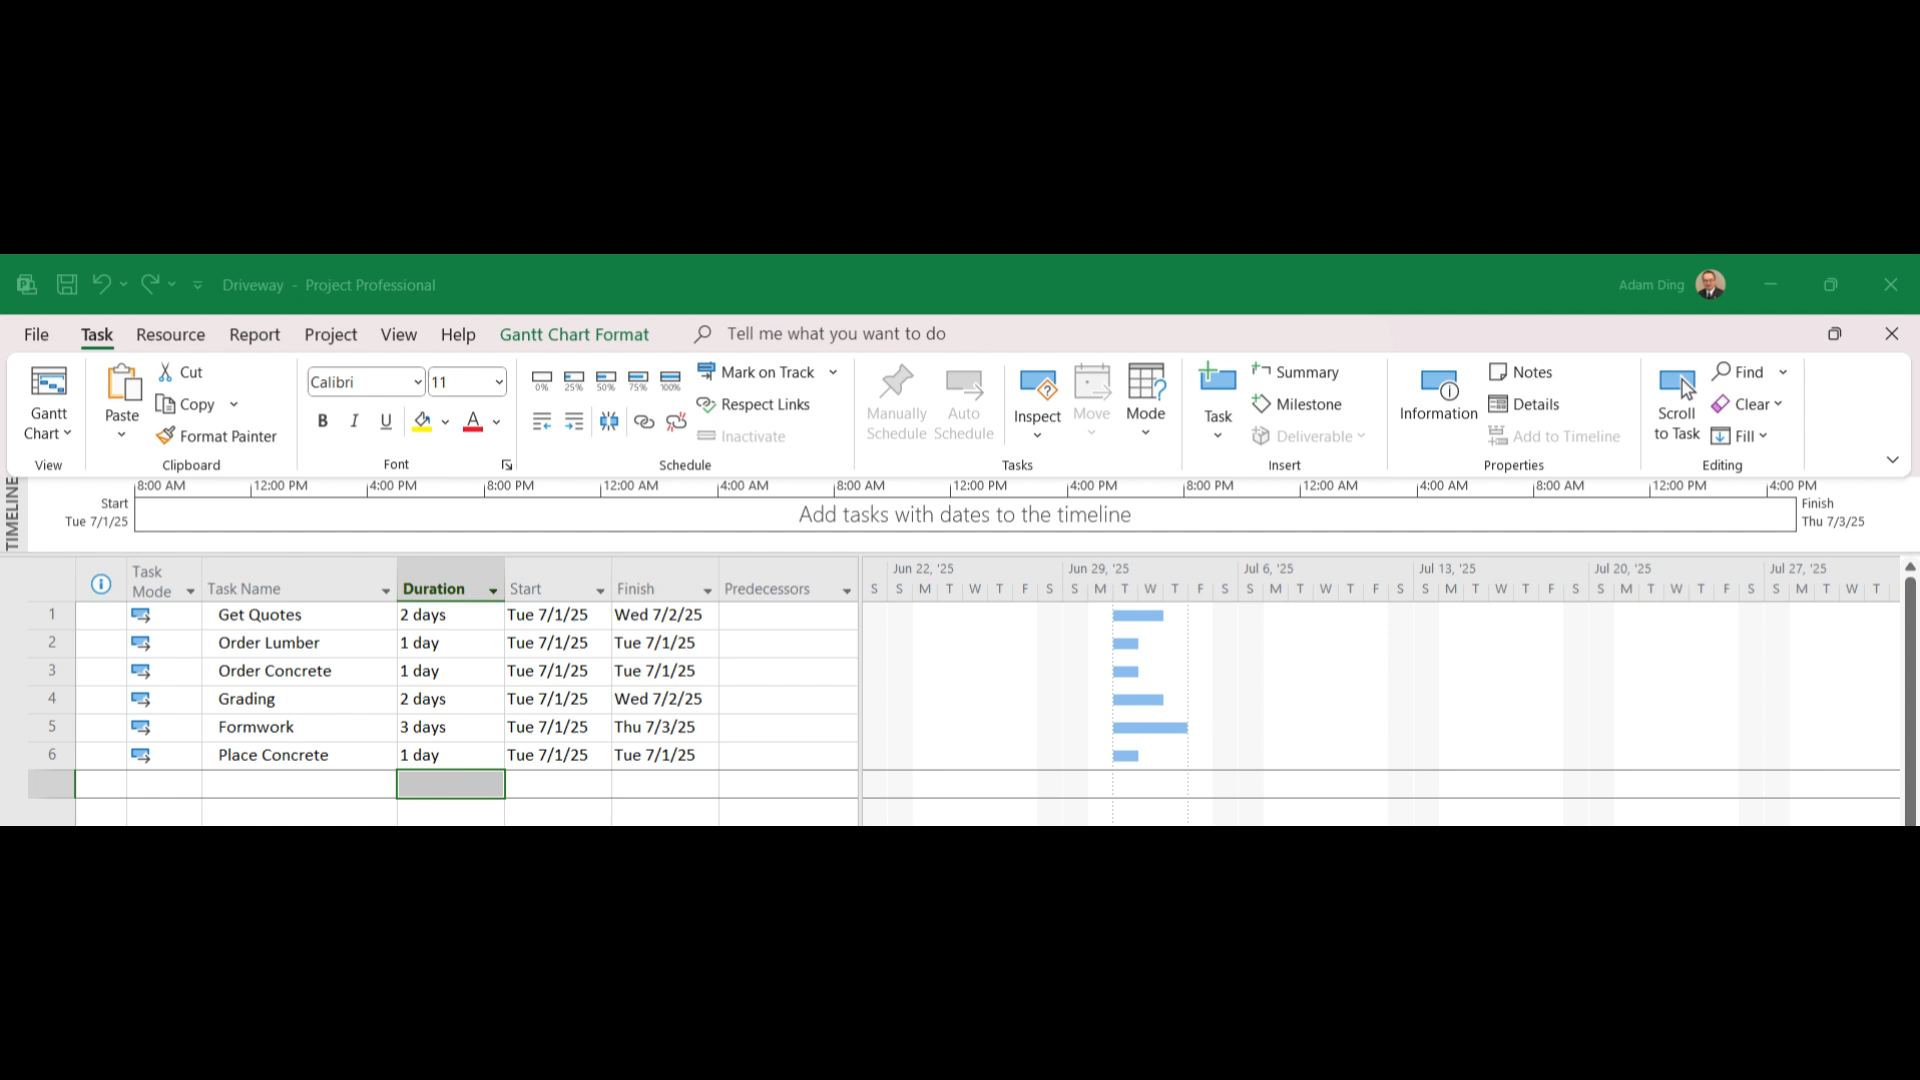 Driveway - Project Professional
Adam Ding
File Task Resource Report Project View Help Gantt Chart Format Tell me what you want to do
Gantt
Chart
View
Paste
Cut
Copy
Format Painter
Clipboard
Calibri 11
B I U A
Font
0% 25% 50% 75% 100%
Mark on Track
Respect Links
Inactivate
Schedule
Manually
Schedule
Auto
Schedule
Inspect
Move
Mode
Tasks
Task
Summary
Milestone
Deliverable
Insert
Information
Notes
Details
Add to Timeline
Properties
Scroll
to Task
Find
Clear
Fill
Editing
TIMELINE
8:00 AM 12:00 PM 4:00 PM 8:00 PM 12:00 AM 4:00 AM 8:00 AM 12:00 PM 4:00 PM 8:00 PM 12:00 AM 4:00 AM 8:00 AM 12:00 PM 4:00 PM
Start
Tue 7/1/25
Add tasks with dates to the timeline
Finish
Thu 7/3/25
Task
Mode
Task Name Duration Start Finish Predecessors
Jun 22, '25 Jun 29, '25 Jul 6, '25 Jul 13, '25 Jul 20, '25 Jul 27, '25
S S M T W T F S S M T W T F S S M T W T F S S M T W T F S S M T W T F S S M T W T
1 Get Quotes 2 days Tue 7/1/25 Wed 7/2/25
2 Order Lumber 1 day Tue 7/1/25 Tue 7/1/25
3 Order Concrete 1 day Tue 7/1/25 Tue 7/1/25
4 Grading 2 days Tue 7/1/25 Wed 7/2/25
5 Formwork 3 days Tue 7/1/25 Thu 7/3/25
6 Place Concrete 1 day Tue 7/1/25 Tue 7/1/25